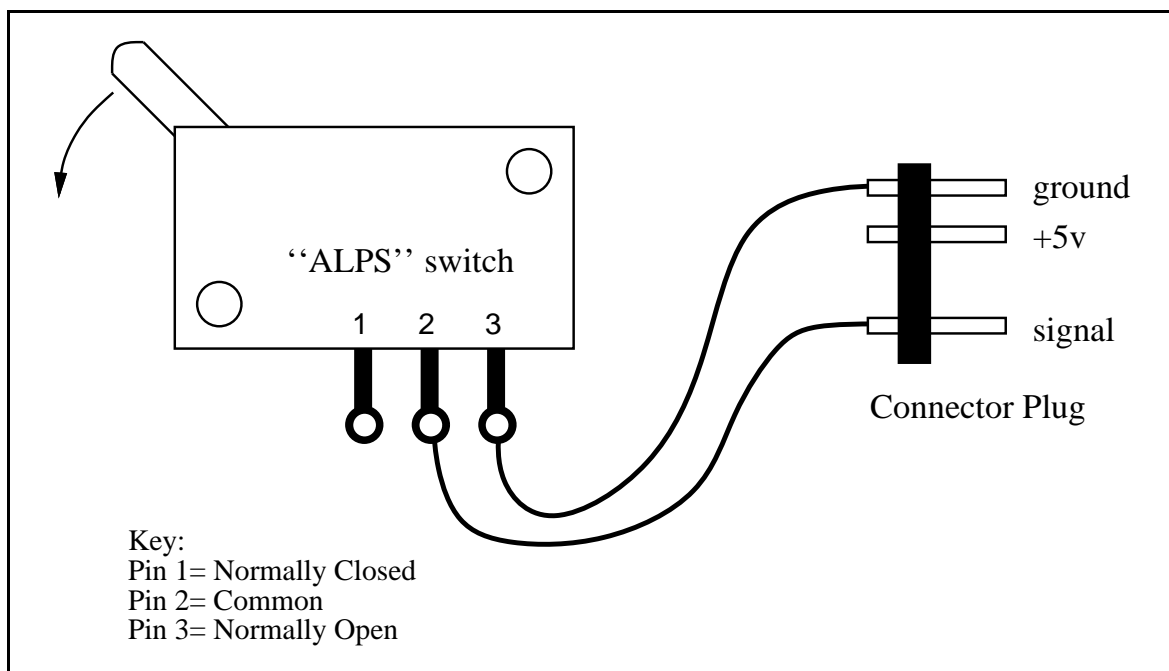 ‘‘ALPS’’ switch
1 2 3
ground
+5v
signal
Connector Plug
Key:
Pin 1= Normally Closed
Pin 2= Common
Pin 3= Normally Open